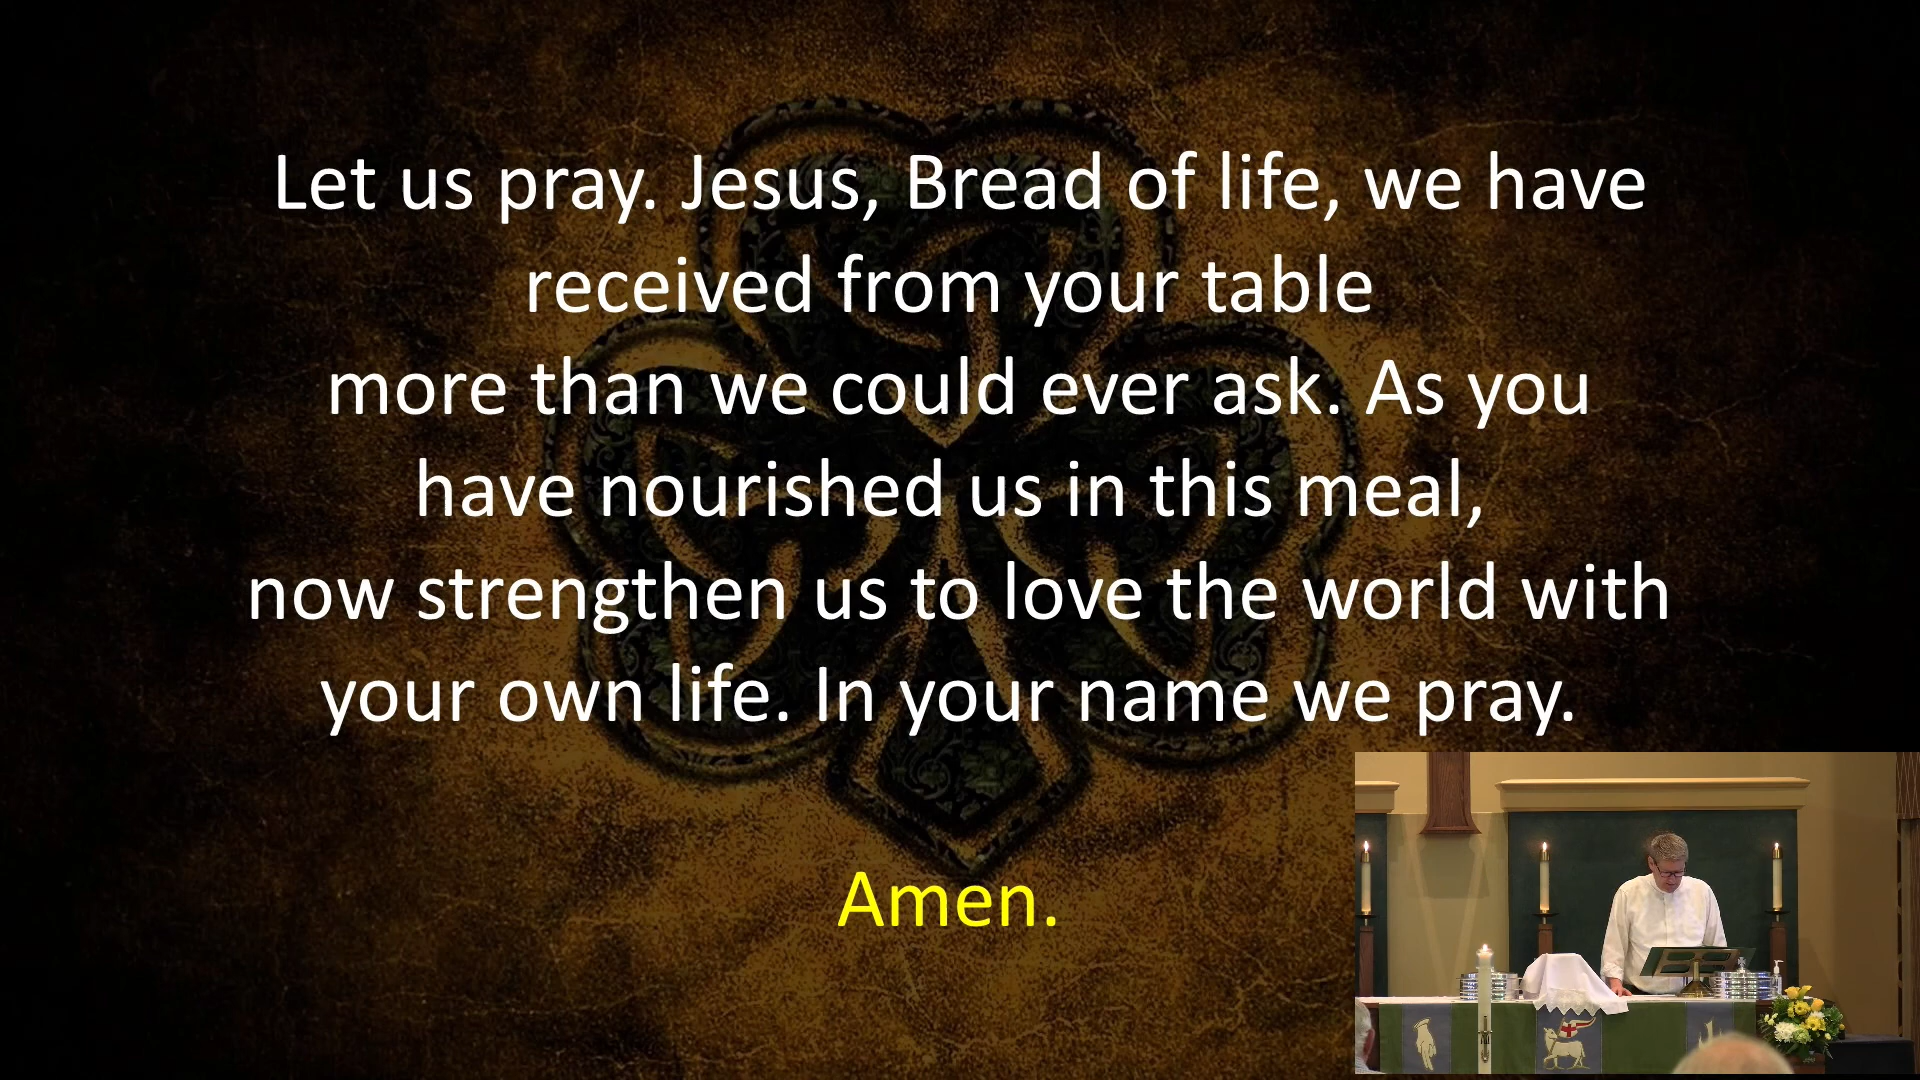 Let us pray. Jesus, Bread of life, we have
received from your table
more than we could ever ask. As you
have nourished us in this meal,
now strengthen us to love the world with
your own life. In your name we pray.
Amen.